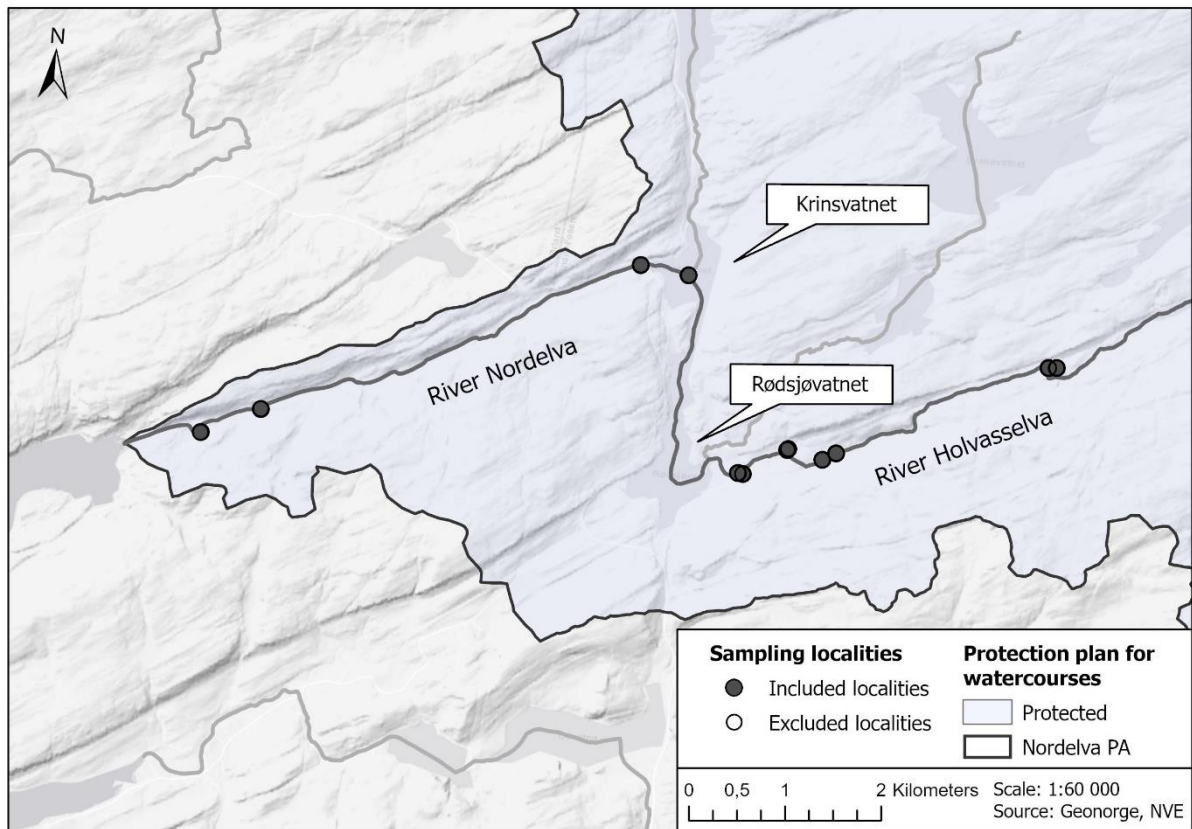 N
Krinsvatnet
River Nordelva
Rødsjøvatnet
River Holvasselva
Sampling localities
Included localities
Excluded localities
Protection plan for
watercourses
Protected
Nordelva PA
0 0,5 1 2 Kilometers
Scale: 1:60 000
Source: Geonorge, NVE